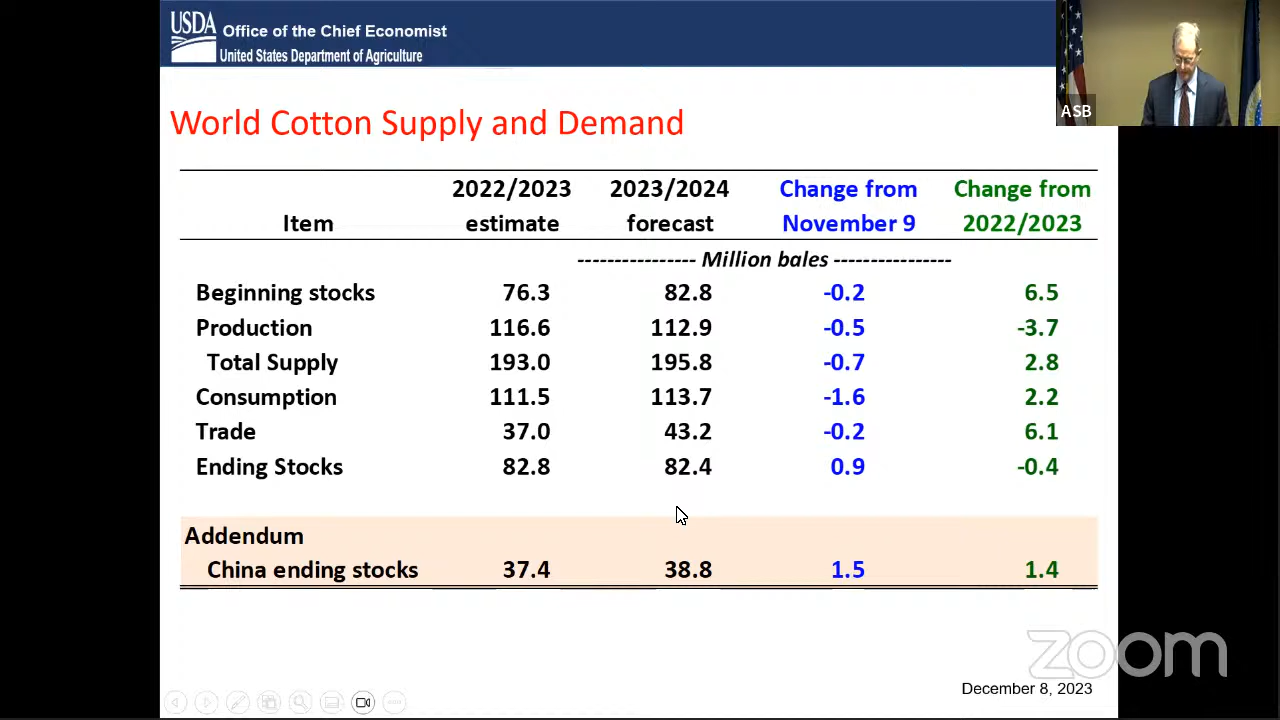 USDA
Office of the Chief Economist
United States Department of Agriculture
ASB
World Cotton Supply and Demand
Item 2022/2023 estimate 2023/2024 forecast Change from November 9 Change from 2022/2023
---------------- Million bales ----------------
Beginning stocks 76.3 82.8 -0.2 6.5
Production 116.6 112.9 -0.5 -3.7
Total Supply 193.0 195.8 -0.7 2.8
Consumption 111.5 113.7 -1.6 2.2
Trade 37.0 43.2 -0.2 6.1
Ending Stocks 82.8 82.4 0.9 -0.4
Addendum
China ending stocks 37.4 38.8 1.5 1.4
zoom
December 8, 2023